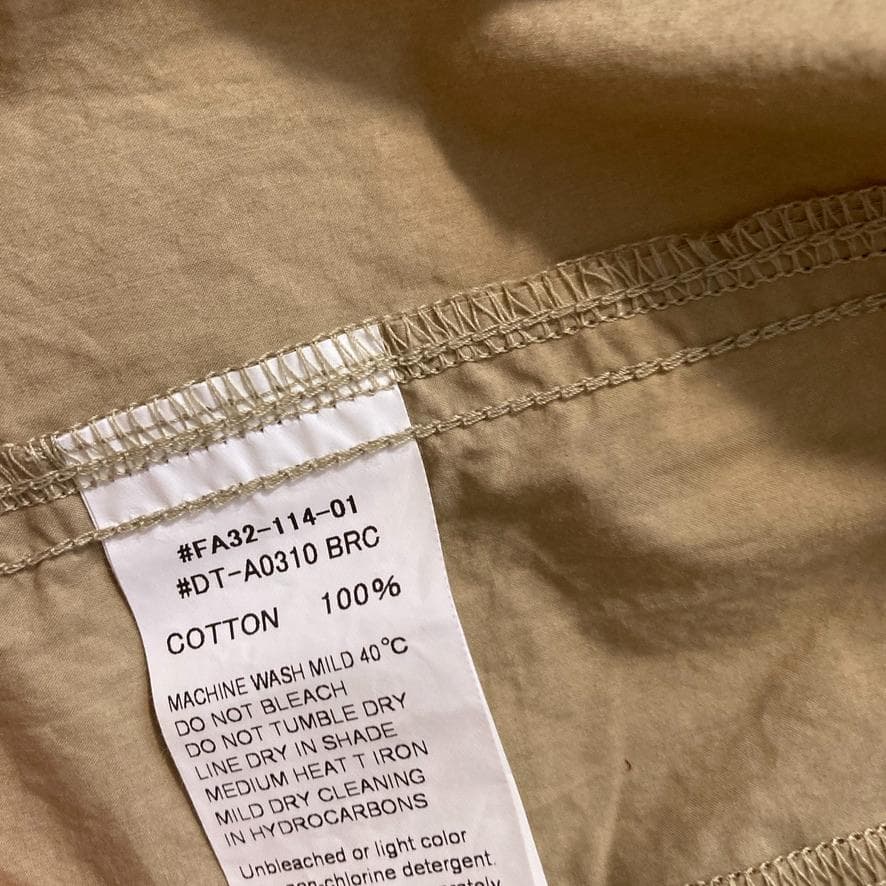 #FA32-114-01
#DT-A0310 BRC
COTTON 100%
MACHINE WASH MILD 40°C
DO NOT BLEACH
DO NOT TUMBLE DRY
LINE DRY IN SHADE
MEDIUM HEAT T IRON
MILD DRY CLEANING
IN HYDROCARBONS
Unbleached or light color
-chlorine detergent.